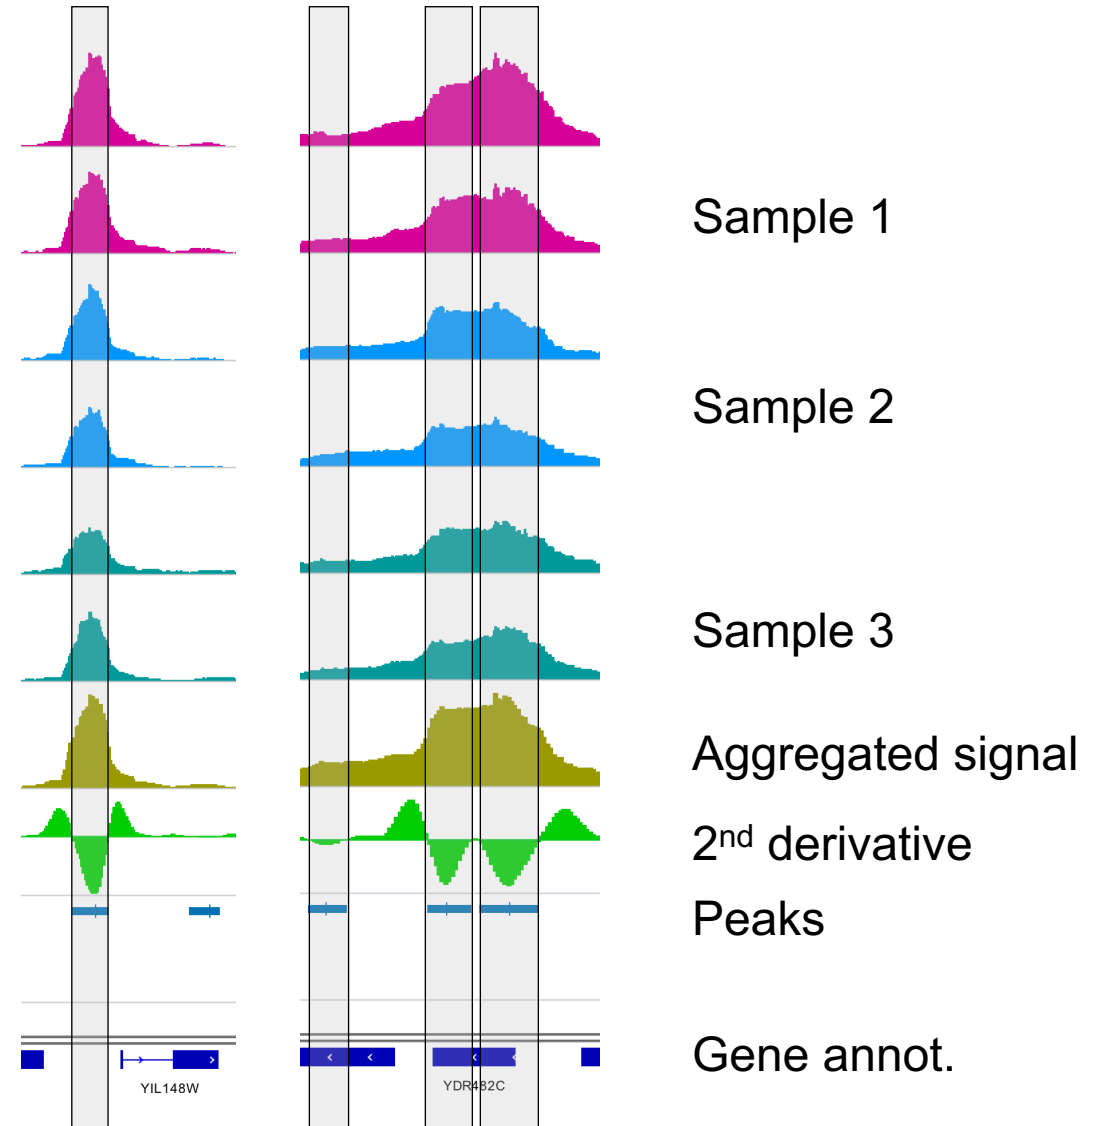 Sample 1
Sample 2
Sample 3
Aggregated signal
2nd derivative
Peaks
Gene annot.
YIL148W
YDR482C